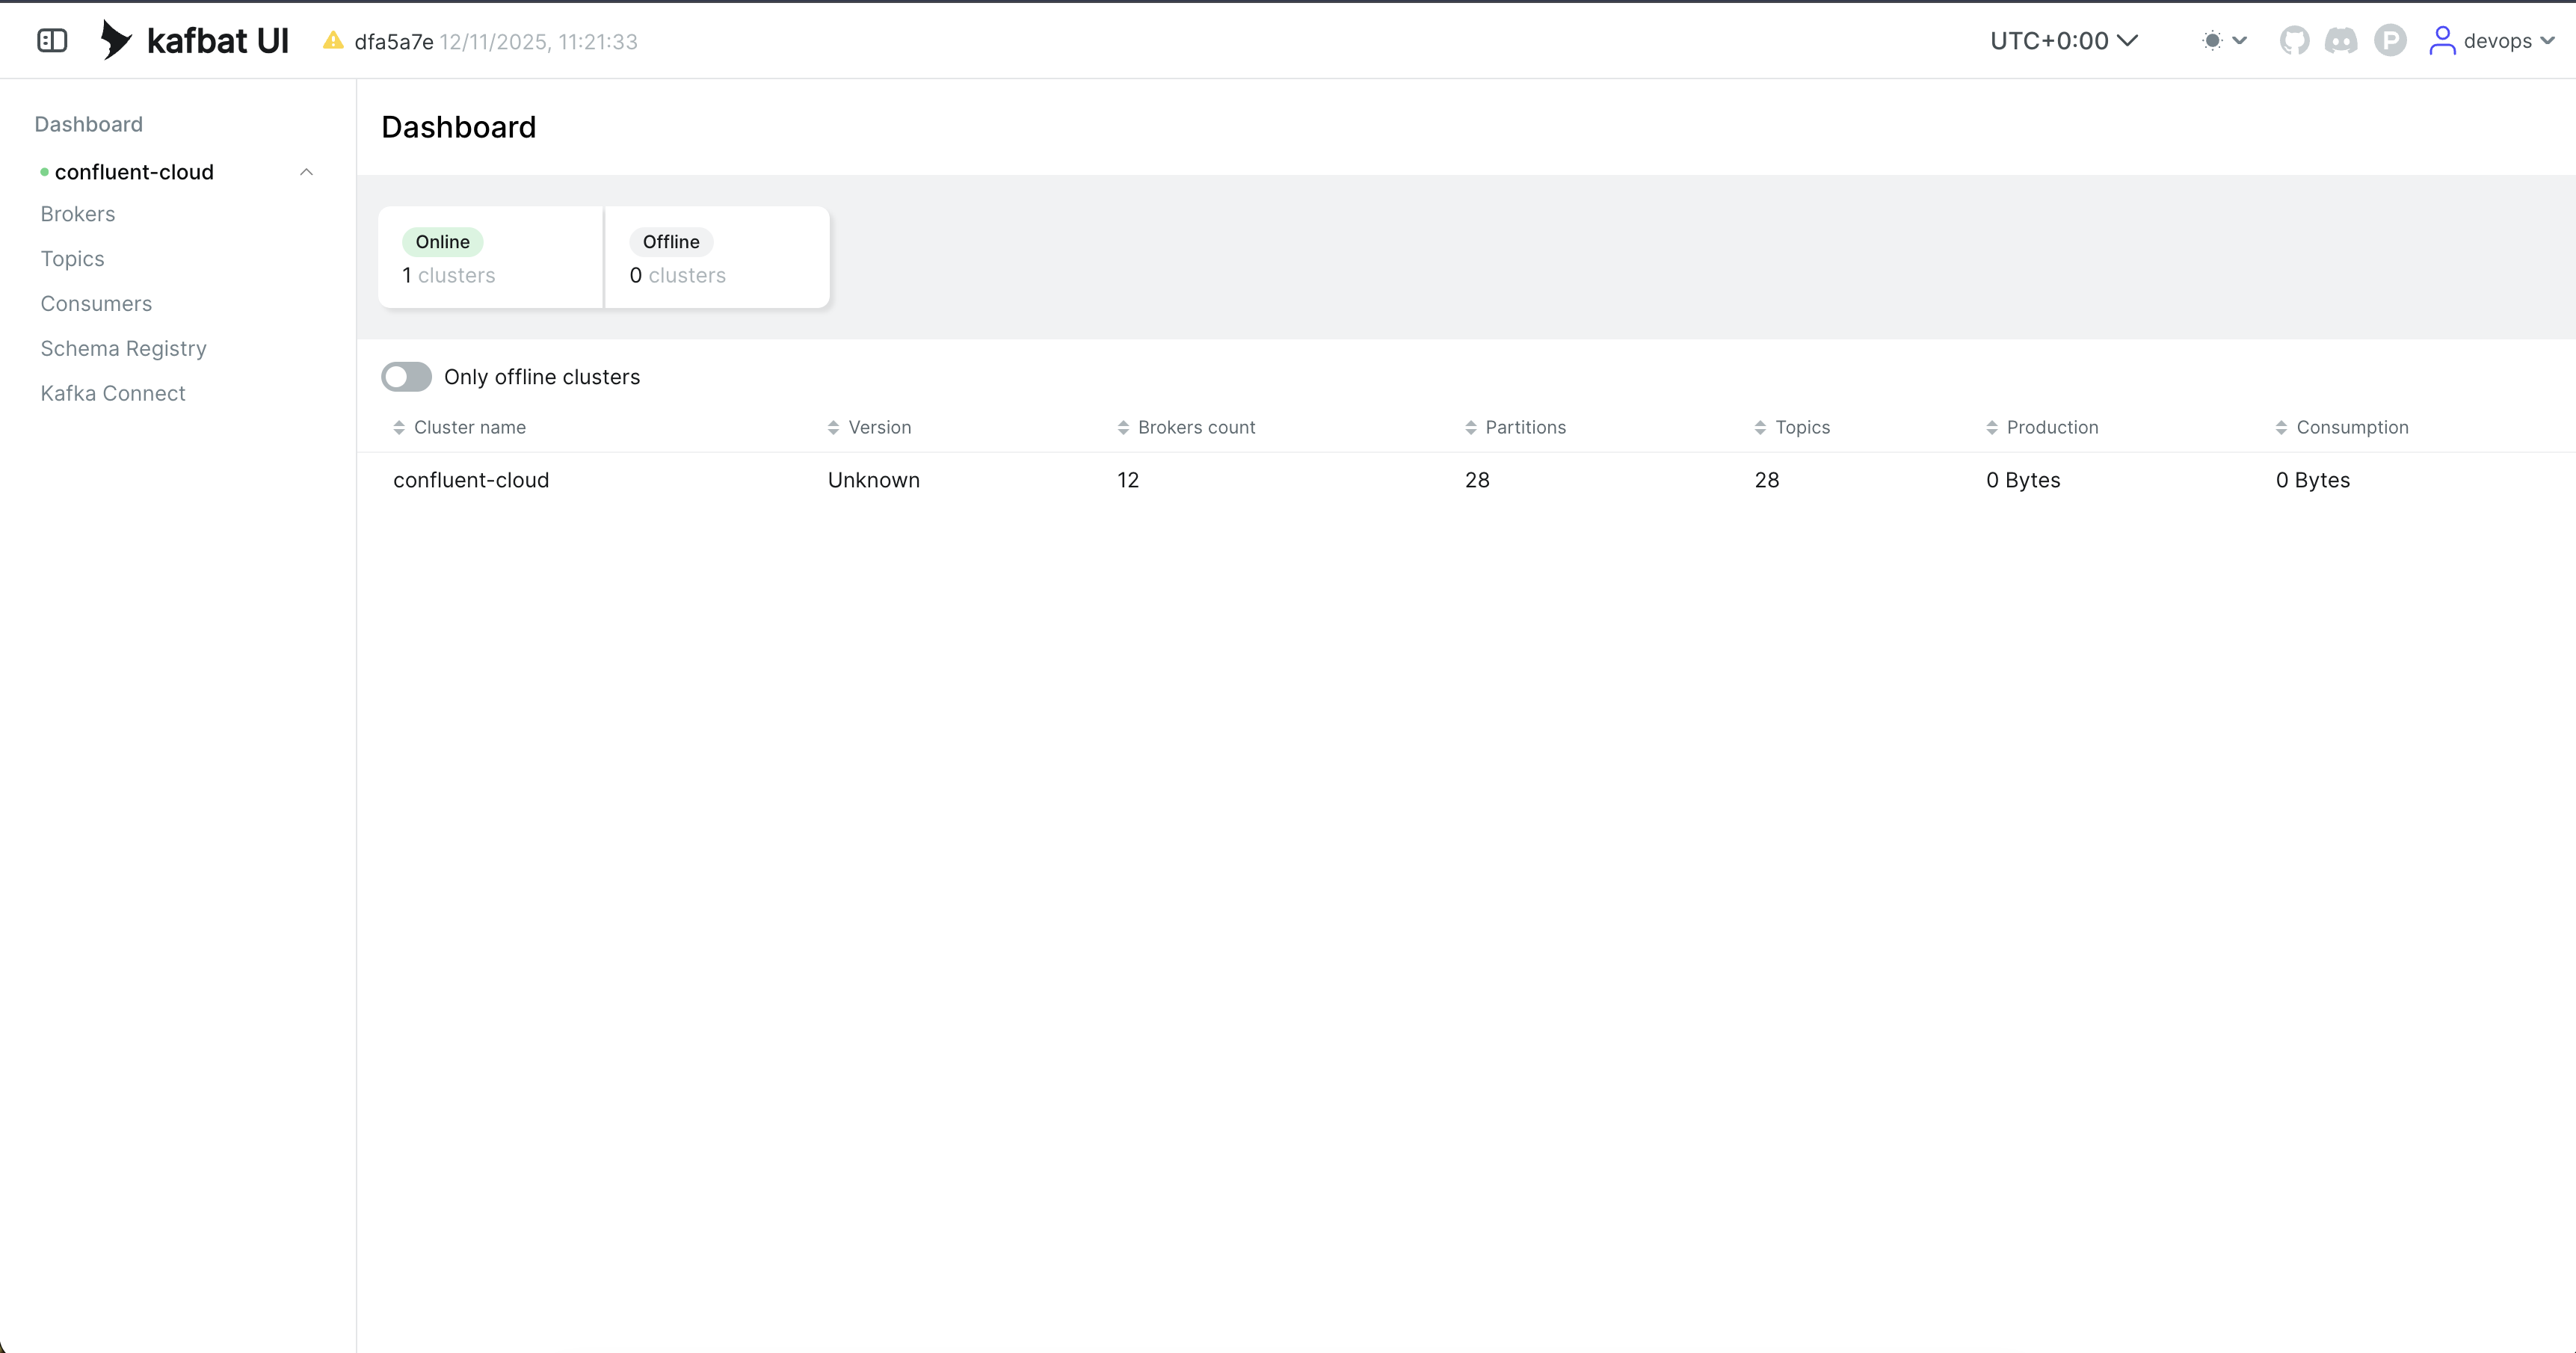 kafbat UI dfa5a7e 12/11/2025, 11:21:33 UTC+0:00 P devops
Dashboard
confluent-cloud
Brokers
Topics
Consumers
Schema Registry
Kafka Connect
Dashboard
Online Offline
1 clusters 0 clusters
Only offline clusters
Cluster name Version Brokers count Partitions Topics Production Consumption
confluent-cloud Unknown 12 28 28 0 Bytes 0 Bytes